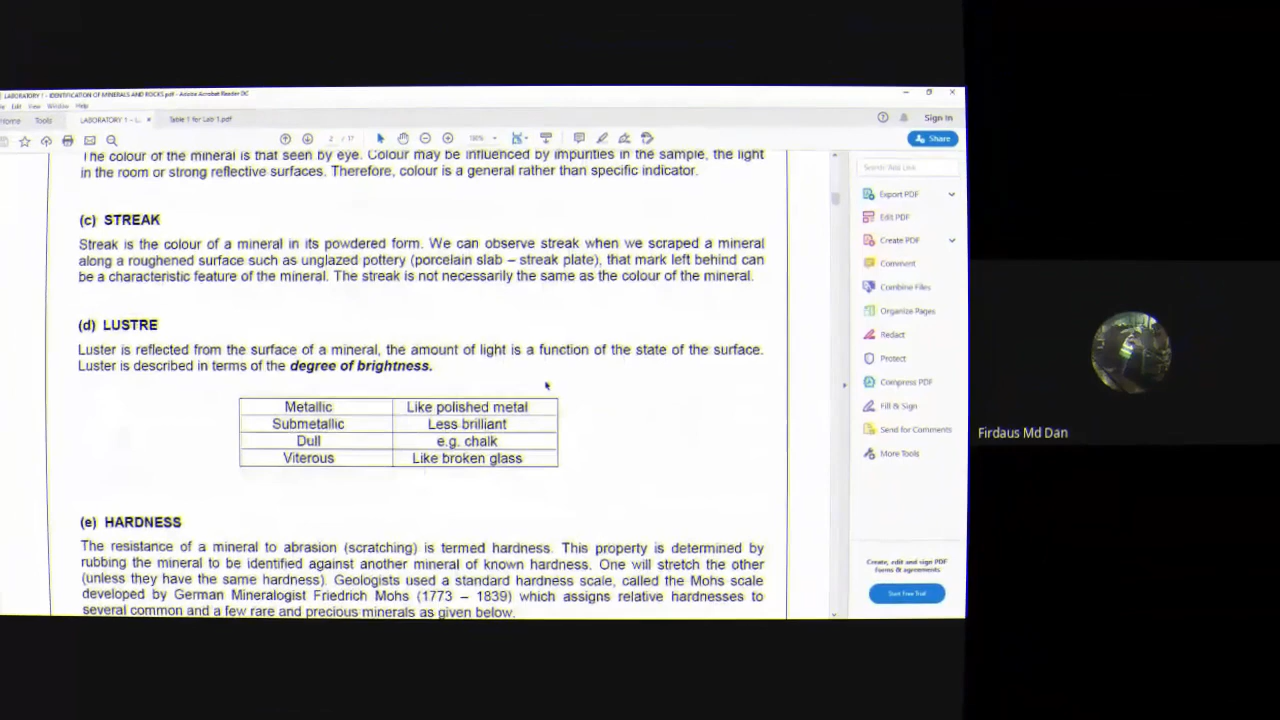 LABORATORY 1 - IDENTIFICATION OF MINERALS AND ROCKS.pdf - Adobe Acrobat Reader DC
Edit View Window Help
Home Tools LABORATORY 1 – L... Table 1 for Lab 1.pdf Sign In
2 / 17 Share
The colour of the mineral is that seen by eye. Colour may be influenced by impurities in the sample, the light
in the room or strong reflective surfaces. Therefore, colour is a general rather than specific indicator.
(c) STREAK
Streak is the colour of a mineral in its powdered form. We can observe streak when we scraped a mineral
along a roughened surface such as unglazed pottery (porcelain slab – streak plate), that mark left behind can
be a characteristic feature of the mineral. The streak is not necessarily the same as the colour of the mineral.
(d) LUSTRE
Luster is reflected from the surface of a mineral, the amount of light is a function of the state of the surface.
Luster is described in terms of the degree of brightness.
Metallic Like polished metal
Submetallic Less brilliant
Dull e.g. chalk
Viterous Like broken glass
(e) HARDNESS
The resistance of a mineral to abrasion (scratching) is termed hardness. This property is determined by
rubbing the mineral to be identified against another mineral of known hardness. One will stretch the other
(unless they have the same hardness). Geologists used a standard hardness scale, called the Mohs scale
developed by German Mineralogist Friedrich Mohs (1773 – 1839) which assigns relative hardnesses to
several common and a few rare and precious minerals as given below.
Export PDF
Edit PDF
Create PDF
Comment
Combine Files
Organize Pages
Redact
Protect
Compress PDF
Fill & Sign
Send for Comments
More Tools
Create, edit and sign PDF
forms & agreements
Start Free Trial
Firdaus Md Dan